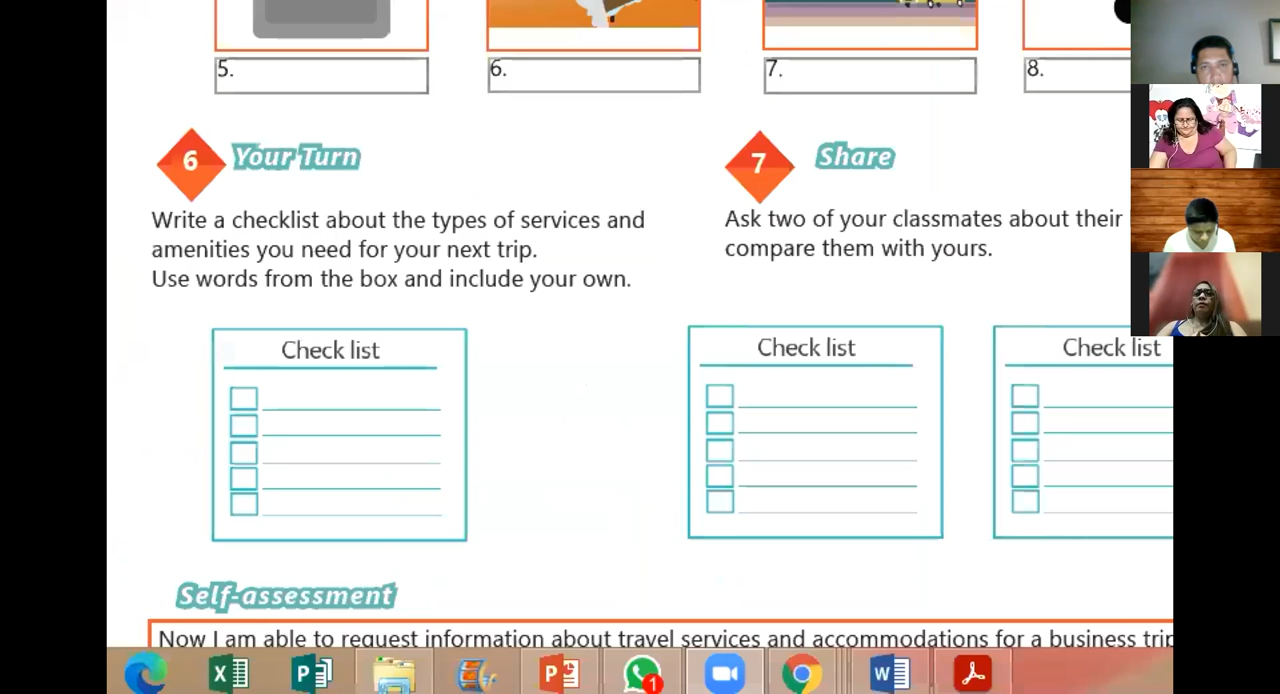 5.
6.
7.
8.
6 Your Turn
Write a checklist about the types of services and
amenities you need for your next trip.
Use words from the box and include your own.
Check list
7 Share
Ask two of your classmates about their
compare them with yours.
Check list
Check list
Self-assessment
Now I am able to request information about travel services and accommodations for a business trip
1